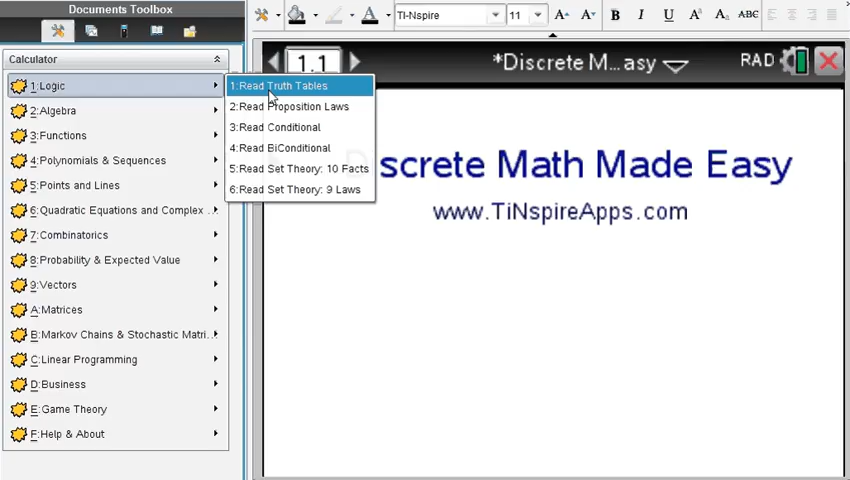 Documents Toolbox
TI-Nspire
11
A
A
B
I
U
A
A
ABC
Calculator
1.1
*Discrete M…asy
RAD
1:Logic
2:Algebra
3:Functions
4:Polynomials & Seqences
5:Points and Lines
6:Quadratic Equations and Complex ...
7:Combinatorics
8:Probability & Expected Value
9:Vectors
A:Matrices
B:Markov Chains & Stochastic Matri...
C:Linear Programming
D:Business
E:Game Theory
F:Help & About
1:Read Truth Tables
2:Read Proposition Laws
3:Read Conditional
4:Read BiConditional
5:Read Set Theory: 10 Facts
6:Read Set Theory: 9 Laws
screte Math Made Easy
www.TiNspireApps.com